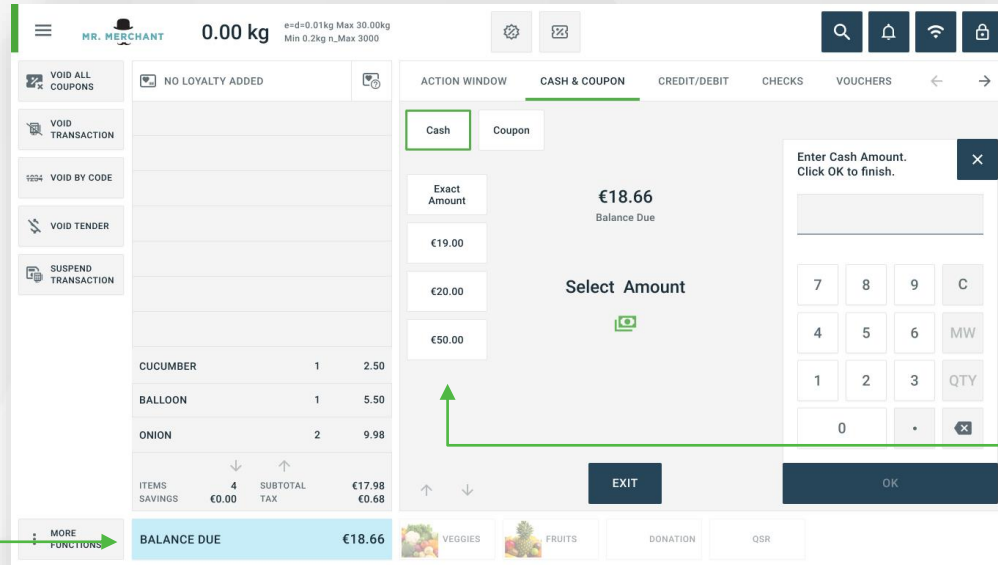 MR. MERCHANT
0.00 kg
e=d=0.01kg Max 30.00kg
Min 0.2kg n_Max 3000
VOID ALL
COUPONS
VOID
TRANSACTION
1234 VOID BY CODE
VOID TENDER
SUSPEND
TRANSACTION
MORE
FUNCTIONS
NO LOYALTY ADDED
CUCUMBER 1 2.50
BALLOON 1 5.50
ONION 2 9.98
ITEMS 4 SUBTOTAL €17.98
SAVINGS €0.00 TAX €0.68
BALANCE DUE €18.66
ACTION WINDOW CASH & COUPON CREDIT/DEBIT CHECKS VOUCHERS
Cash Coupon
Exact
Amount
€19.00
€20.00
€50.00
€18.66
Balance Due
Select Amount
EXIT
Enter Cash Amount.
Click OK to finish.
7 8 9 C
4 5 6 MW
1 2 3 QTY
0 .
OK
VEGGIES FRUITS DONATION QSR